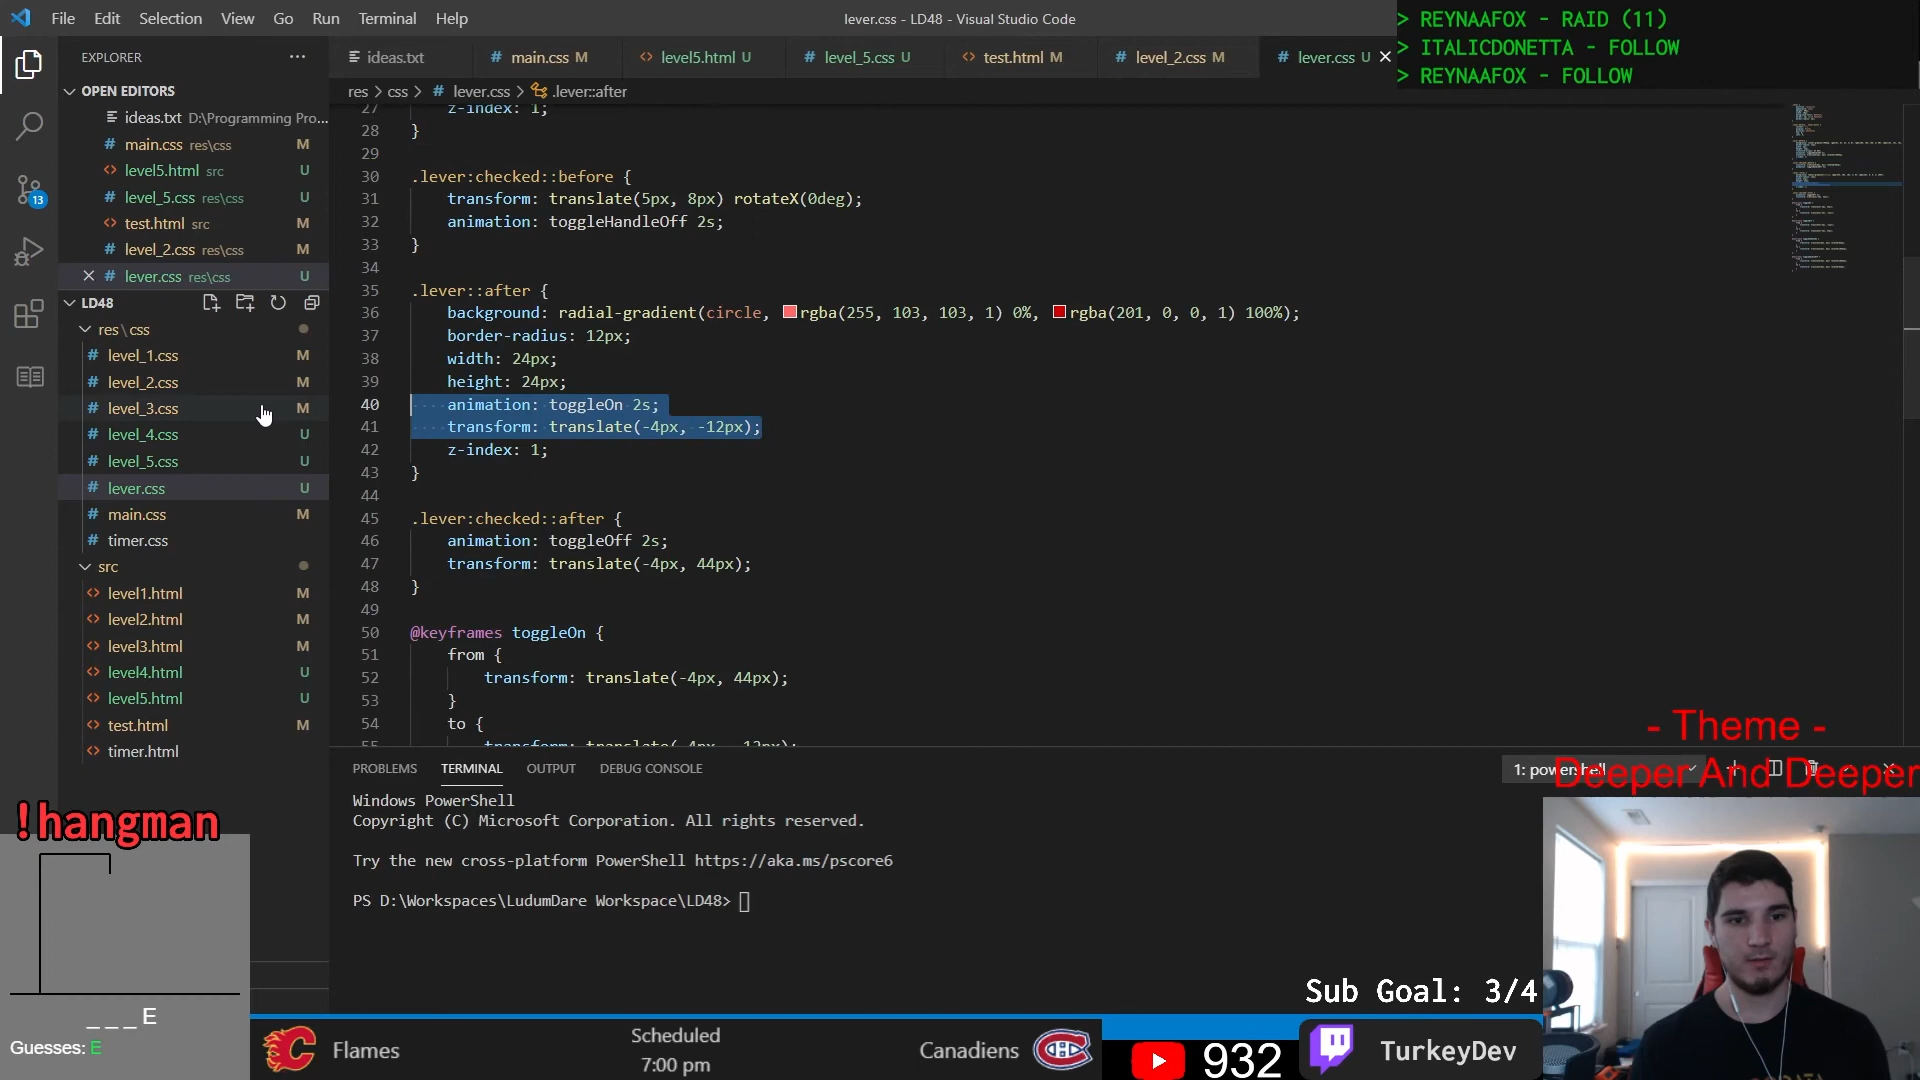 File Edit Selection View Go Run Terminal Help
lever.css - LD48 - Visual Studio Code
> REYNAAFOX - RAID (11)
> ITALICDONETTA - FOLLOW
> REYNAAFOX - FOLLOW
EXPLORER
ideas.txt
# main.css M
<> level5.html U
# level_5.css U
<> test.html M
# level_2.css M
# lever.css U
res > css > # lever.css > .lever::after
OPEN EDITORS
ideas.txt D:\Programming Pro...
# main.css res\css M
<> level5.html src U
# level_5.css res\css U
<> test.html src M
# level_2.css res\css M
# lever.css res\css U
LD48
res\css
# level_1.css M
# level_2.css M
# level_3.css M
# level_4.css U
# level_5.css U
# lever.css U
# main.css M
# timer.css
src
<> level1.html M
<> level2.html M
<> level3.html M
<> level4.html U
<> level5.html U
<> test.html M
<> timer.html
13
27 z-index: 1;
28 }
29
30 .lever:checked::before {
31 transform: translate(5px, 8px) rotateX(0deg);
32 animation: toggleHandleOff 2s;
33 }
34
35 .lever::after {
36 background: radial-gradient(circle, rgba(255, 103, 103, 1) 0%, rgba(201, 0, 0, 1) 100%);
37 border-radius: 12px;
38 width: 24px;
39 height: 24px;
40 animation: toggleOn 2s;
41 transform: translate(-4px, -12px);
42 z-index: 1;
43 }
44
45 .lever:checked::after {
46 animation: toggleOff 2s;
47 transform: translate(-4px, 44px);
48 }
49
50 @keyframes toggleOn {
51 from {
52 transform: translate(-4px, 44px);
53 }
54 to {
55 transform: translate(-4px, -12px);
PROBLEMS TERMINAL OUTPUT DEBUG CONSOLE
1: powershell
Windows PowerShell
Copyright (C) Microsoft Corporation. All rights reserved.
Try the new cross-platform PowerShell https://aka.ms/pscore6
PS D:\Workspaces\LudumDare Workspace\LD48>
- Theme -
Deeper And Deeper
!hangman
_ _ _ E
Guesses: E
Sub Goal: 3/4
Flames
Scheduled
7:00 pm
Canadiens
932
TurkeyDev